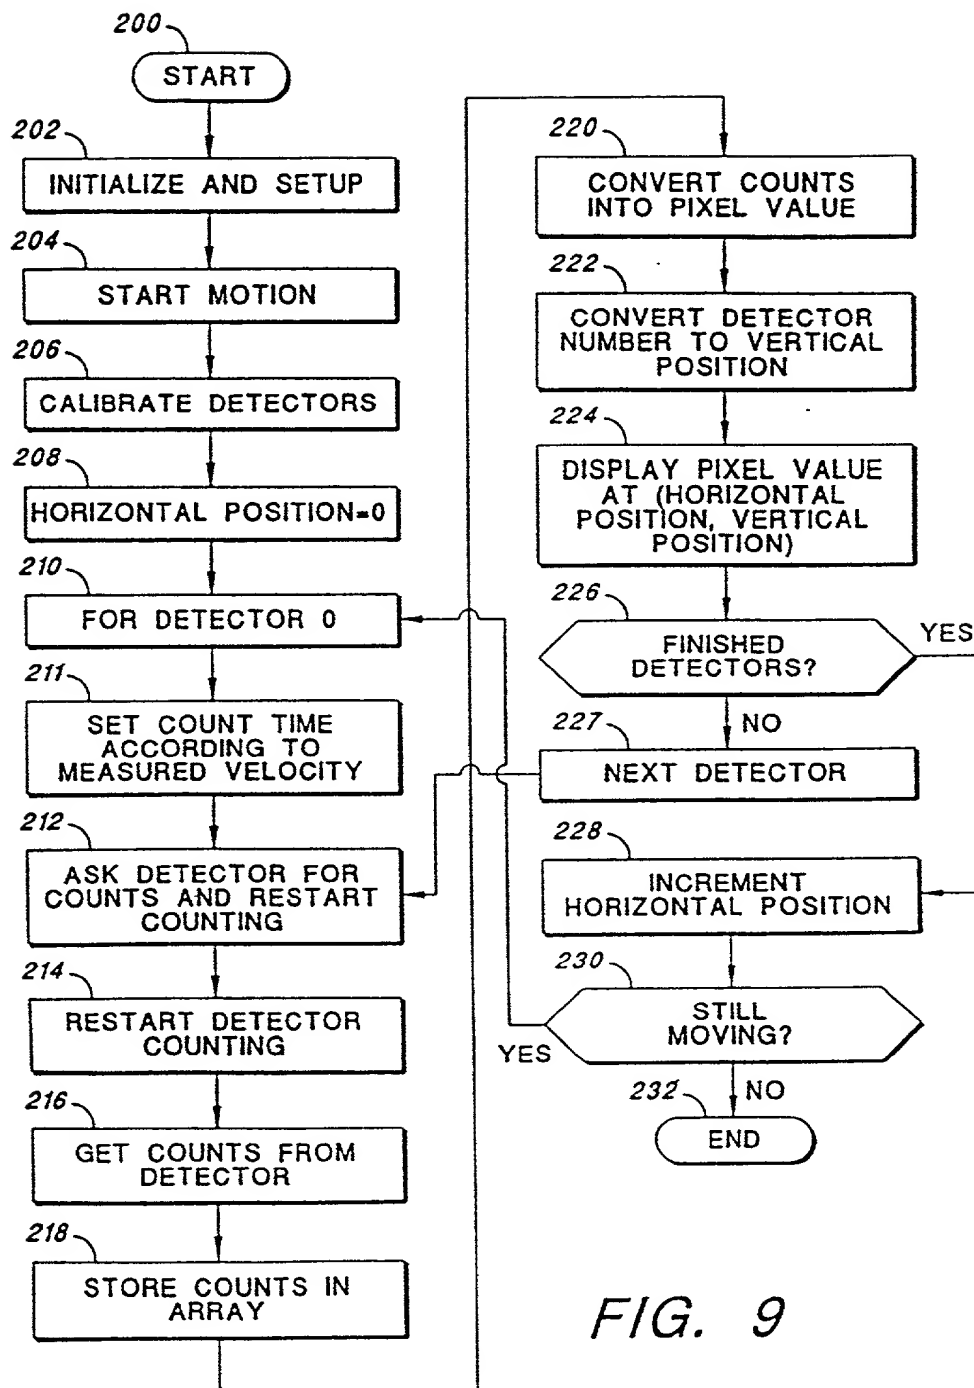 200
START
202
INITIALIZE AND SETUP
204
START MOTION
206
CALIBRATE DETECTORS
208
HORIZONTAL POSITION=0
210
FOR DETECTOR 0
211
SET COUNT TIME
ACCORDING TO
MEASURED VELOCITY
212
ASK DETECTOR FOR
COUNTS AND RESTART
COUNTING
214
RESTART DETECTOR
COUNTING
216
GET COUNTS FROM
DETECTOR
218
STORE COUNTS IN
ARRAY
220
CONVERT COUNTS
INTO PIXEL VALUE
222
CONVERT DETECTOR
NUMBER TO VERTICAL
POSITION
224
DISPLAY PIXEL VALUE
AT (HORIZONTAL
POSITION, VERTICAL
POSITION)
226
FINISHED
DETECTORS?
YES
NO
227
NEXT DETECTOR
228
INCREMENT
HORIZONTAL POSITION
230
STILL
MOVING?
YES
NO
232
END
FIG. 9